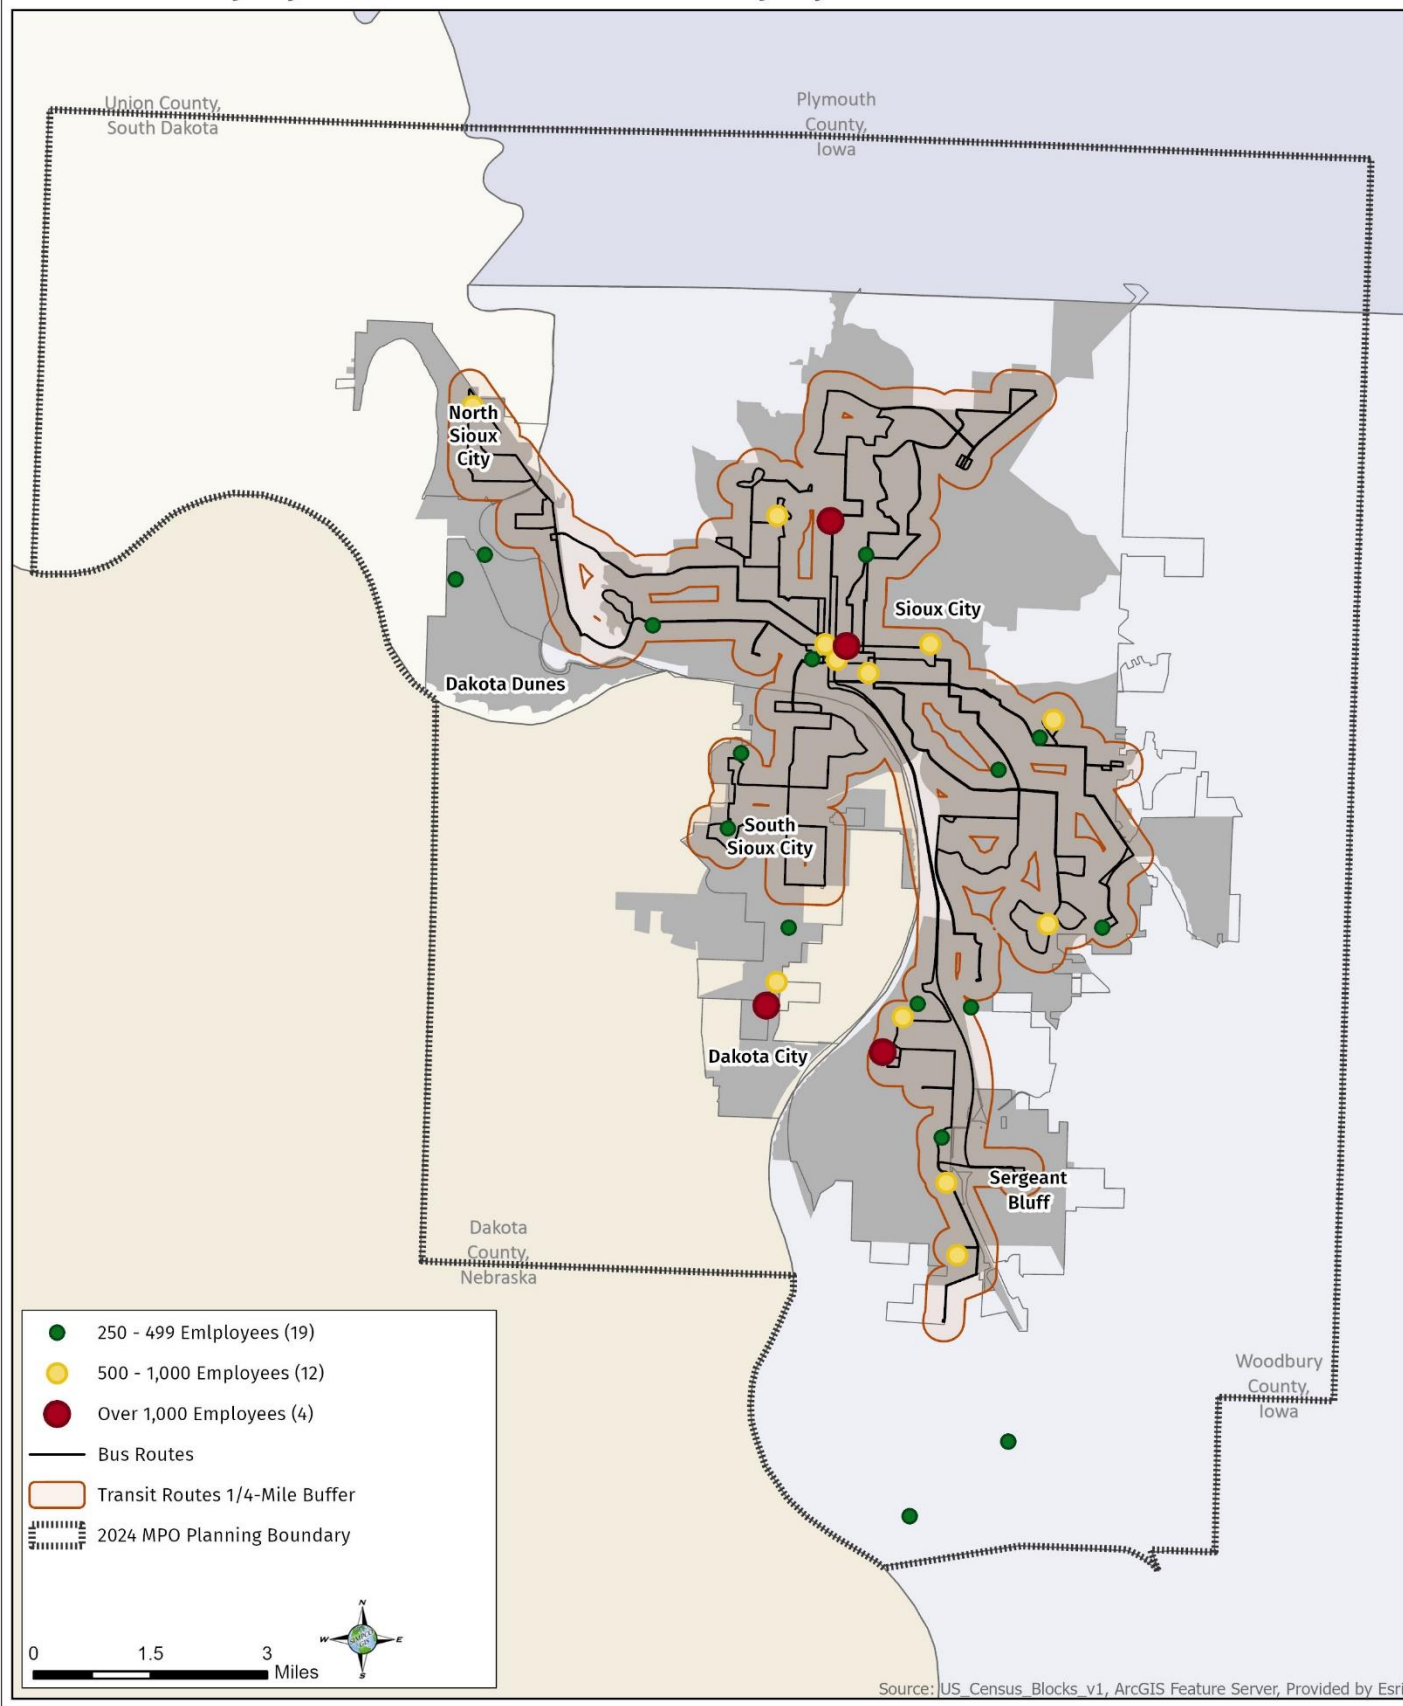 Union County,
South Dakota
Plymouth
County,
Iowa
North
Sioux
City
Sioux City
Dakota Dunes
South
Sioux City
Dakota City
Sergeant
Bluff
Dakota
County,
Nebraska
Woodbury
County,
Iowa
250 - 499 Emlployees (19)
500 - 1,000 Employees (12)
Over 1,000 Employees (4)
Bus Routes
Transit Routes 1/4-Mile Buffer
2024 MPO Planning Boundary
N
W E
SIMPCO
GIS
S
0 1.5 3
Miles
Source: US_Census_Blocks_v1, ArcGIS Feature Server, Provided by Esri